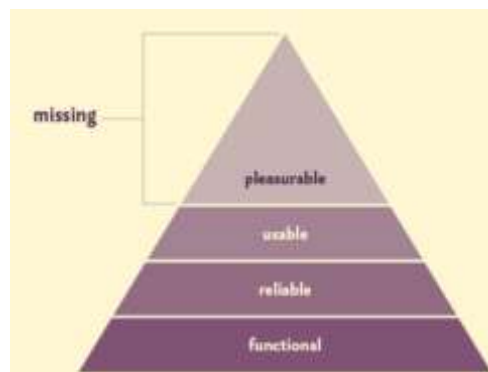 missing
pleasurable
usable
reliable
functional